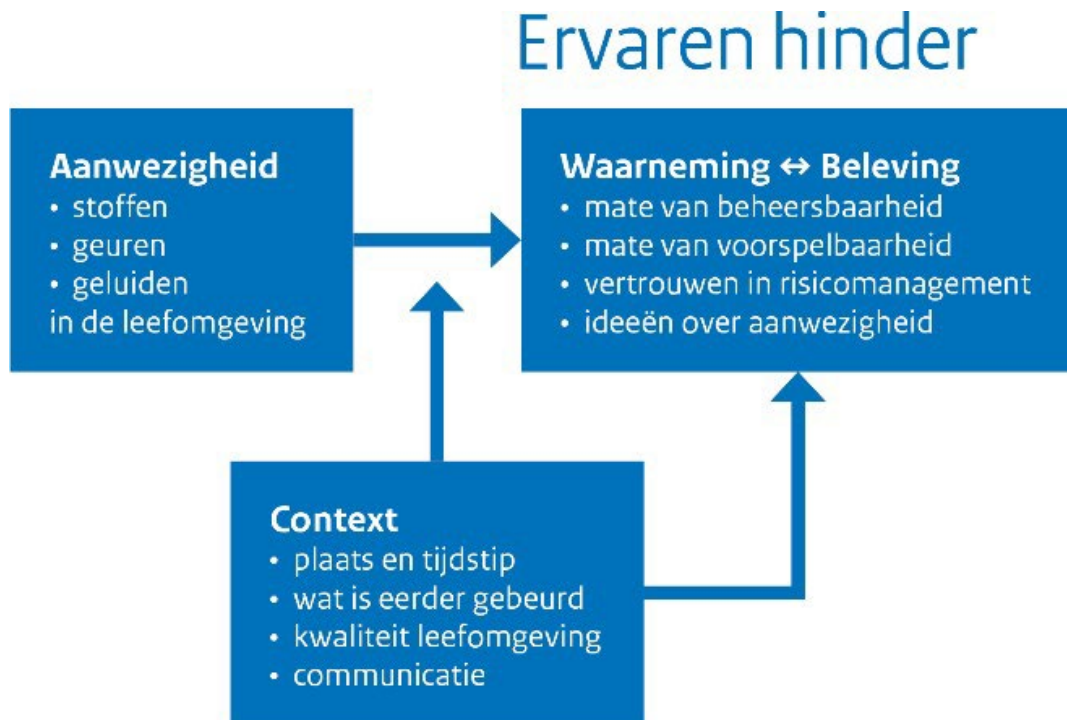 Ervaren hinder
Aanwezigheid
• stoffen
• geuren
• geluiden
in de leefomgeving
Waarneming ↔ Beleving
• mate van beheersbaarheid
• mate van voorspelbaarheid
• vertrouwen in risicomanagement
• ideeën over aanwezigheid
Context
• plaats en tijdstip
• wat is eerder gebeurd
• kwaliteit leefomgeving
• communicatie